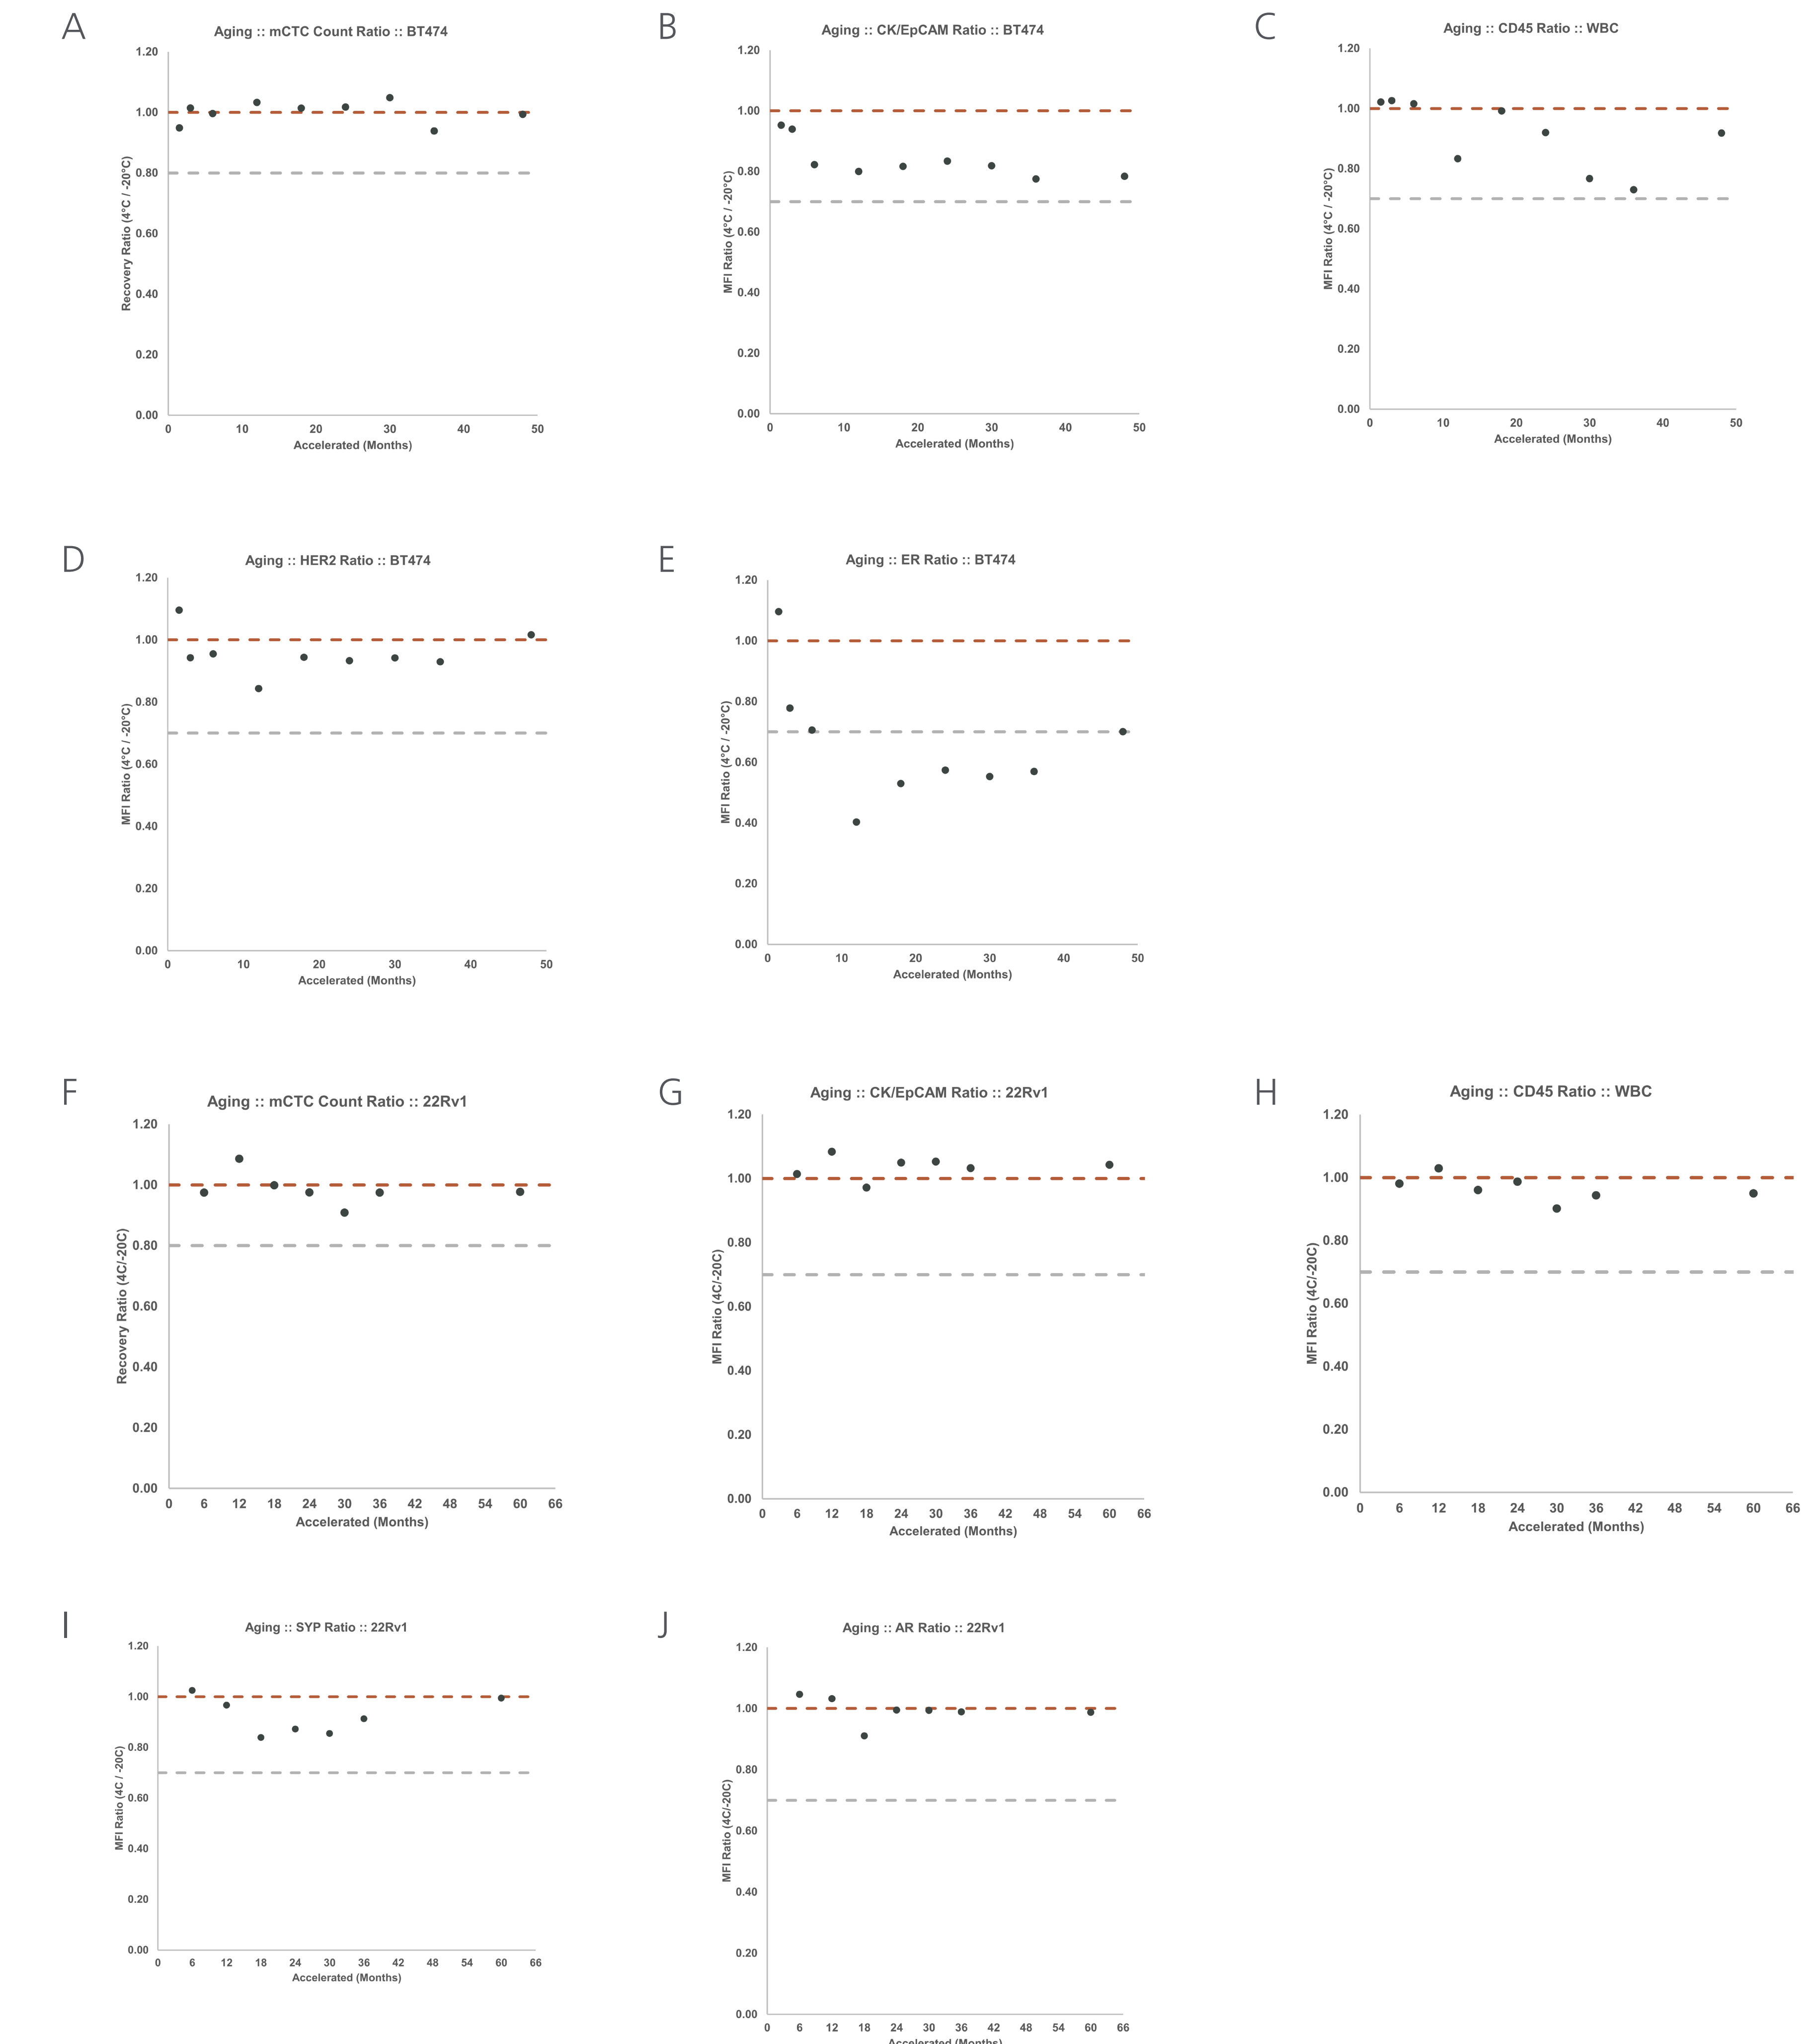 A
Aging :: mCTC Count Ratio :: BT474
1.20
1.00
0.80
0.60
0.40
0.20
0.00
Recovery Ratio (4°C / -20°C)
0 10 20 30 40 50
Accelerated (Months)
B
Aging :: CK/EpCAM Ratio :: BT474
1.20
1.00
0.80
0.60
0.40
0.20
0.00
MFI Ratio (4°C / -20°C)
0 10 20 30 40 50
Accelerated (Months)
C
Aging :: CD45 Ratio :: WBC
1.20
1.00
0.80
0.60
0.40
0.20
0.00
MFI Ratio (4°C / -20°C)
0 10 20 30 40 50
Accelerated (Months)
D
Aging :: HER2 Ratio :: BT474
1.20
1.00
0.80
0.60
0.40
0.20
0.00
MFI Ratio (4°C / -20°C)
0 10 20 30 40 50
Accelerated (Months)
E
Aging :: ER Ratio :: BT474
1.20
1.00
0.80
0.60
0.40
0.20
0.00
MFI Ratio (4°C / -20°C)
0 10 20 30 40 50
Accelerated (Months)
F
Aging :: mCTC Count Ratio :: 22Rv1
1.20
1.00
0.80
0.60
0.40
0.20
0.00
Recovery Ratio (4C/-20C)
0 6 12 18 24 30 36 42 48 54 60 66
Accelerated (Months)
G
Aging :: CK/EpCAM Ratio :: 22Rv1
1.20
1.00
0.80
0.60
0.40
0.20
0.00
MFI Ratio (4C/-20C)
0 6 12 18 24 30 36 42 48 54 60 66
Accelerated (Months)
H
Aging :: CD45 Ratio :: WBC
1.20
1.00
0.80
0.60
0.40
0.20
0.00
MFI Ratio (4C/-20C)
0 6 12 18 24 30 36 42 48 54 60 66
Accelerated (Months)
I
Aging :: SYP Ratio :: 22Rv1
1.20
1.00
0.80
0.60
0.40
0.20
0.00
MFI Ratio (4C / -20C)
0 6 12 18 24 30 36 42 48 54 60 66
Accelerated (Months)
J
Aging :: AR Ratio :: 22Rv1
1.20
1.00
0.80
0.60
0.40
0.20
0.00
MFI Ratio (4C/-20C)
0 6 12 18 24 30 36 42 48 54 60 66
Accelerated (Months)